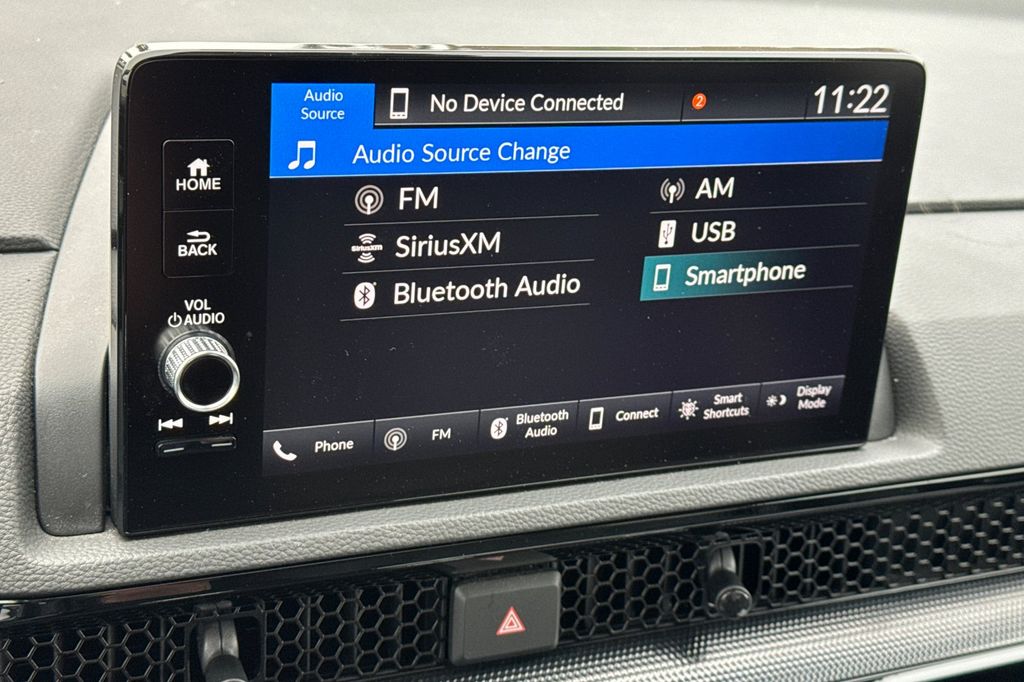 Audio
Source
No Device Connected
2
11:22
Audio Source Change
HOME
BACK
VOL
AUDIO
FM
AM
SiriusXM
SiriusXM
USB
Bluetooth Audio
Smartphone
Phone
FM
Bluetooth
Audio
Connect
Smart
Shortcuts
Display
Mode